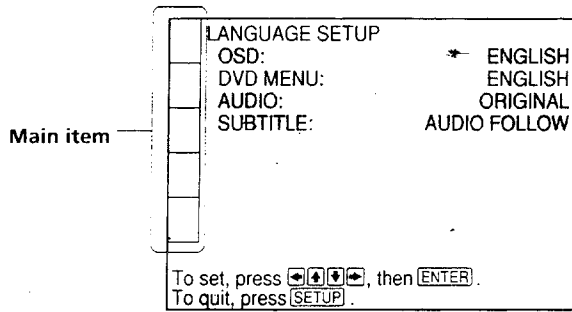 LANGUAGE SETUP
OSD: ENGLISH
DVD MENU: ENGLISH
AUDIO: ORIGINAL
SUBTITLE: AUDIO FOLLOW
Main item
To set, press ←↑↓→, then ENTER.
To quit, press SETUP.